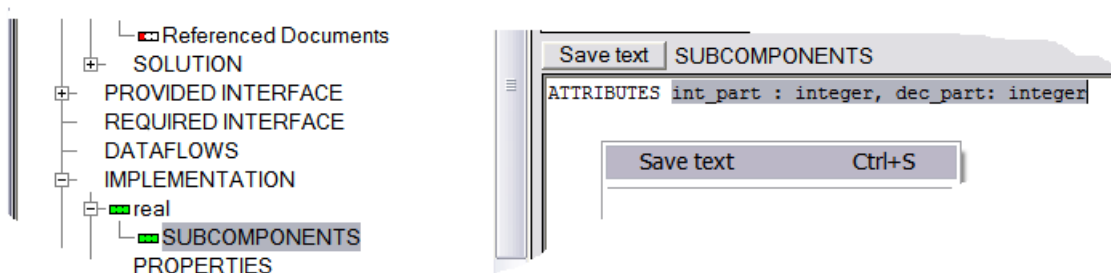 Referenced Documents
SOLUTION
PROVIDED INTERFACE
REQUIRED INTERFACE
DATAFLOWS
IMPLEMENTATION
real
SUBCOMPONENTS
PROPERTIES
Save text SUBCOMPONENTS
ATTRIBUTES int_part : integer, dec_part: integer
Save text Ctrl+S